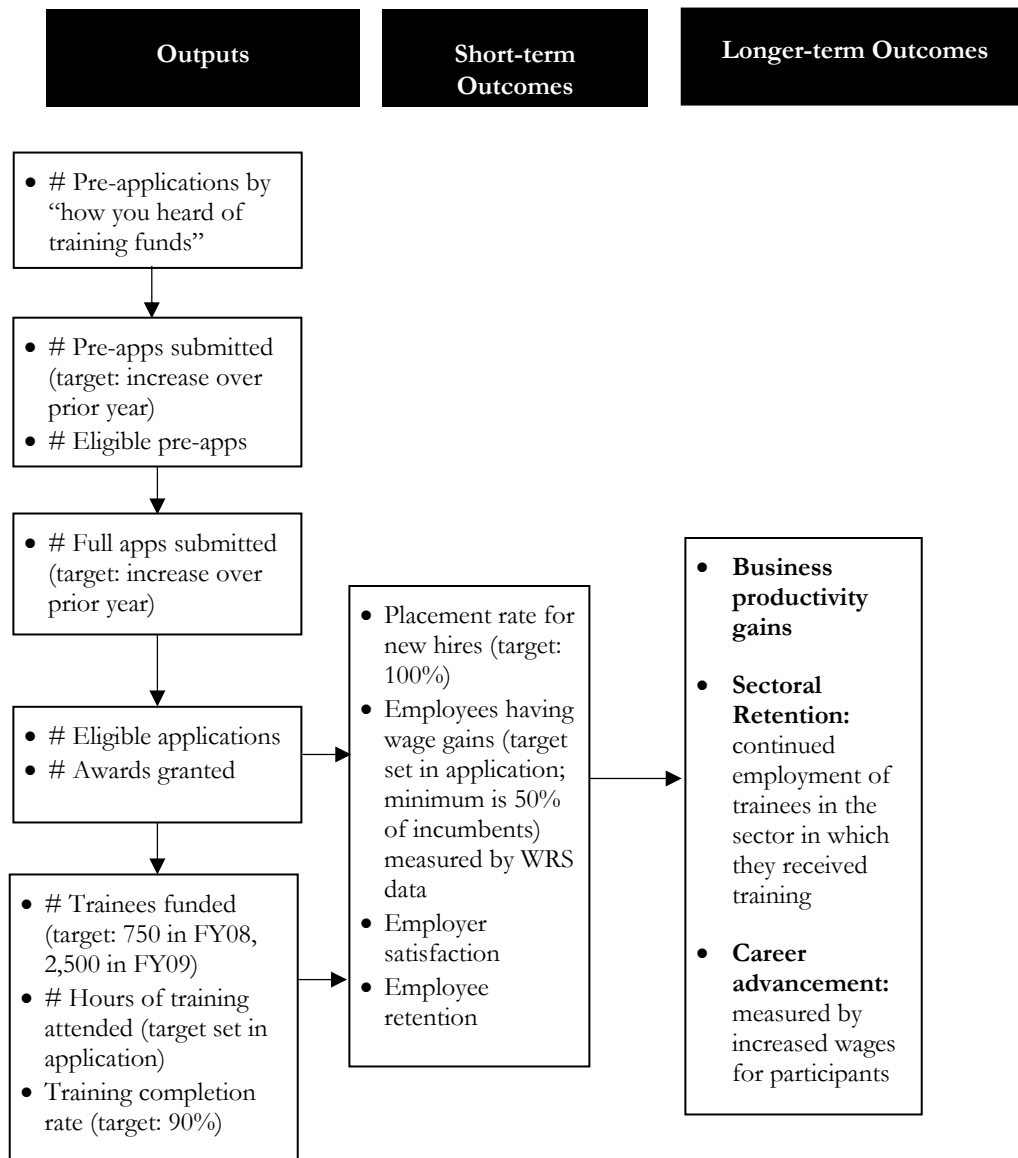 Outputs
Short-term
Outcomes
Longer-term Outcomes
• # Pre-applications by
“how you heard of
training funds”
• # Pre-apps submitted
(target: increase over
prior year)
• # Eligible pre-apps
• # Full apps submitted
(target: increase over
prior year)
• # Eligible applications
• # Awards granted
• # Trainees funded
(target: 750 in FY08,
2,500 in FY09)
• # Hours of training
attended (target set in
application)
• Training completion
rate (target: 90%)
• Placement rate for
new hires (target:
100%)
• Employees having
wage gains (target
set in application;
minimum is 50%
of incumbents)
measured by WRS
data
• Employer
satisfaction
• Employee
retention
• Business
productivity
gains
• Sectoral
Retention:
continued
employment of
trainees in the
sector in which
they received
training
• Career
advancement:
measured by
increased wages
for participants